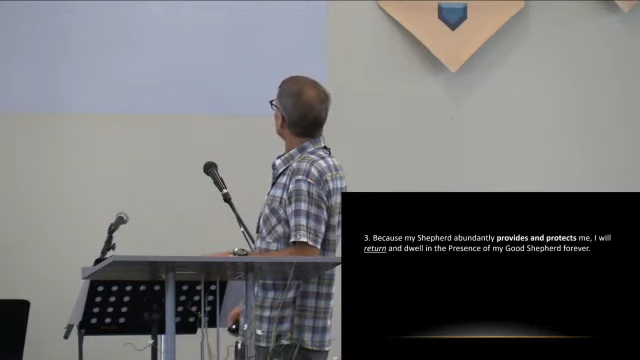 3. Because my Shepherd abundantly provides and protects me, I will
return and dwell in the Presence of my Good Shepherd forever.